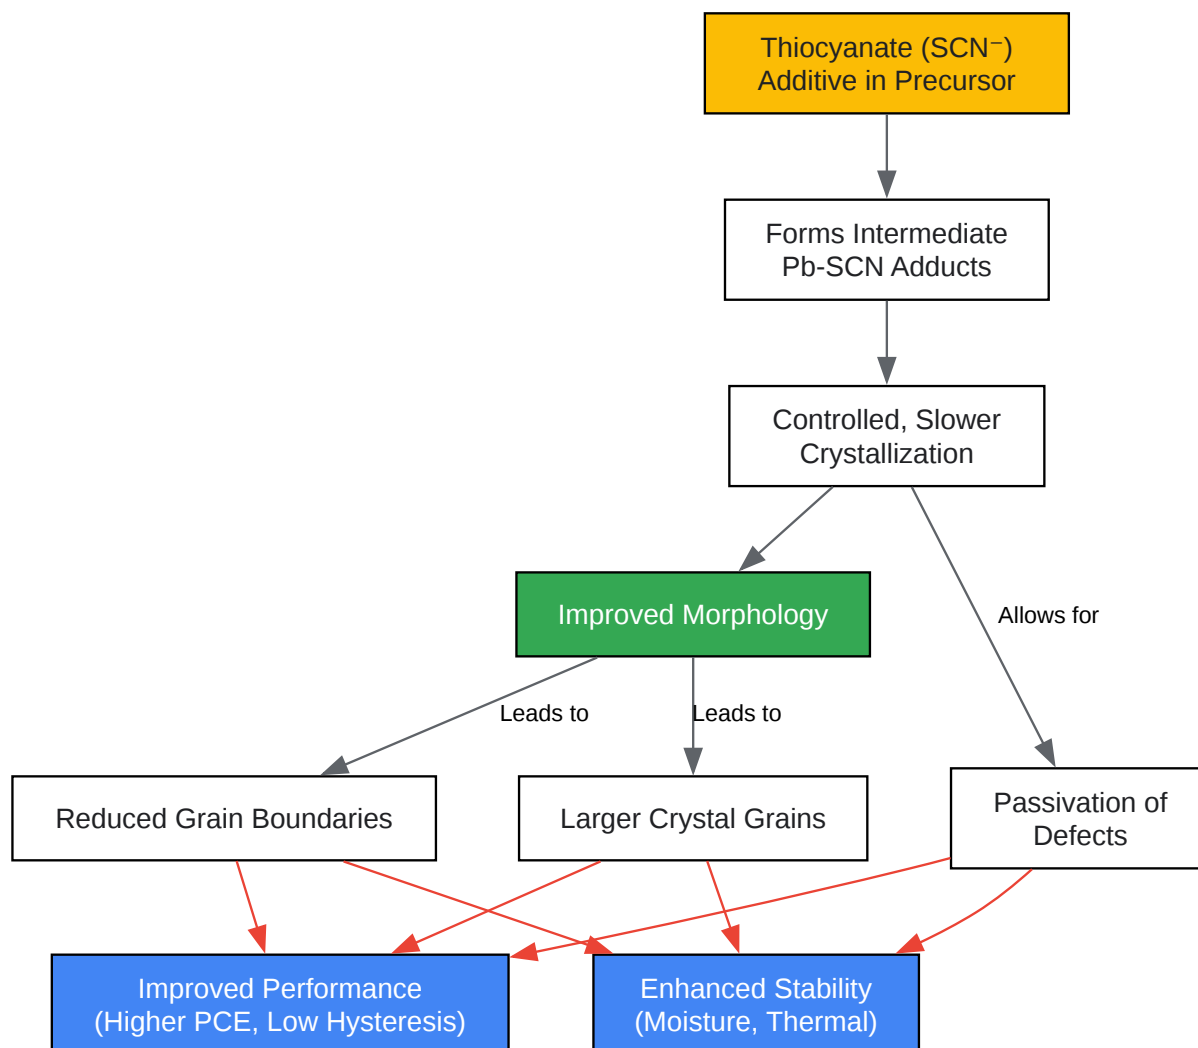 Thiocyanate (SCN⁻)
Additive in Precursor
Forms Intermediate
Pb-SCN Adducts
Controlled, Slower
Crystallization
Improved Morphology
Allows for
Leads to
Leads to
Reduced Grain Boundaries
Larger Crystal Grains
Passivation of
Defects
Improved Performance
(Higher PCE, Low Hysteresis)
Enhanced Stability
(Moisture, Thermal)